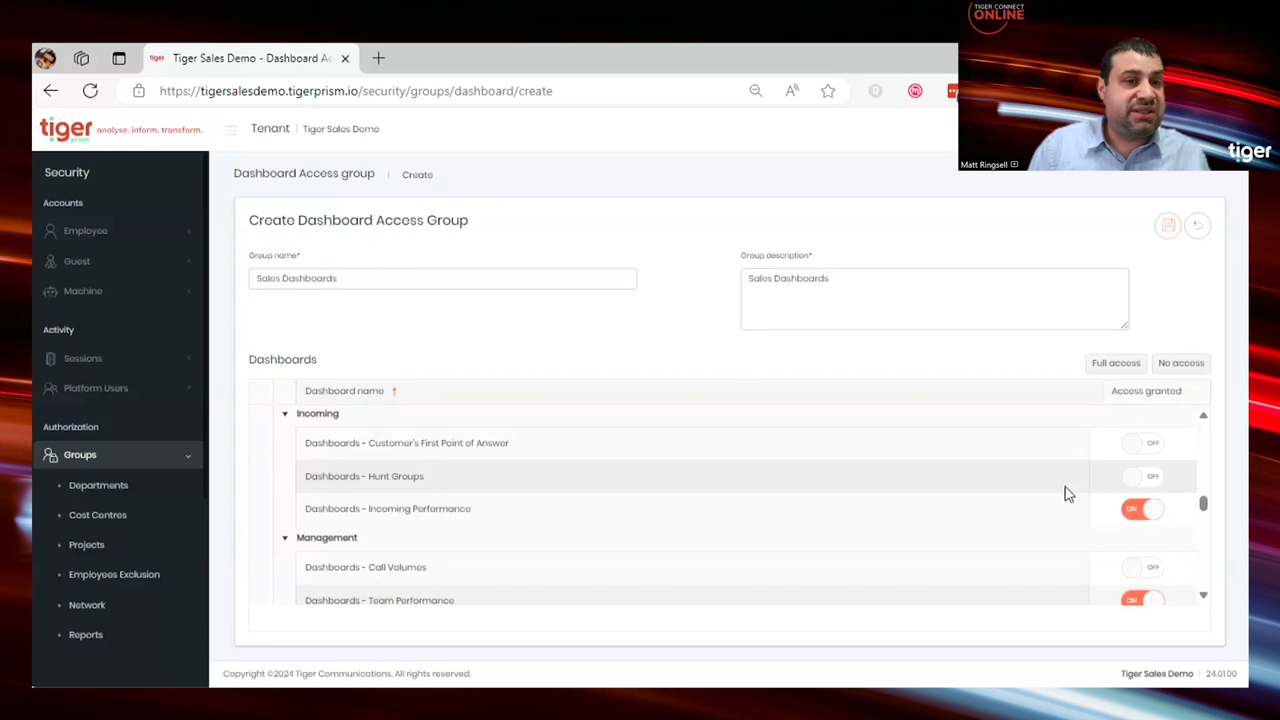 TIGER CONNECT
ONLINE
Tiger Sales Demo - Dashboard Ac
https://tigersalesdemo.tigerprism.io/security/groups/dashboard/create
tiger
prism
analyse. inform. transform.
Tenant
Tiger Sales Demo
Matt Ringsell
tiger
Security
Accounts
Employee
Guest
Machine
Activity
Sessions
Platform Users
Authorization
Groups
Departments
Cost Centres
Projects
Employees Exclusion
Network
Reports
Dashboard Access group | Create
Create Dashboard Access Group
Group name*
Sales Dashboards
Group description*
Sales Dashboards
Dashboards
Full access
No access
Dashboard name
Access granted
Incoming
Dashboards - Customer's First Point of Answer OFF
Dashboards - Hunt Groups OFF
Dashboards - Incoming Performance ON
Management
Dashboards - Call Volumes OFF
Dashboards - Team Performance ON
Copyright ©2024 Tiger Communications. All rights reserved.
Tiger Sales Demo | 24.01.00